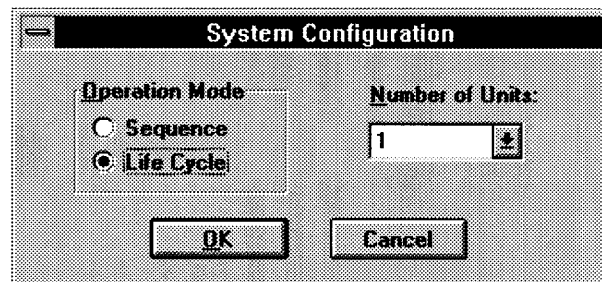 System Configuration
Operation Mode
Number of Units:
Sequence
1
Life Cycle
OK
Cancel